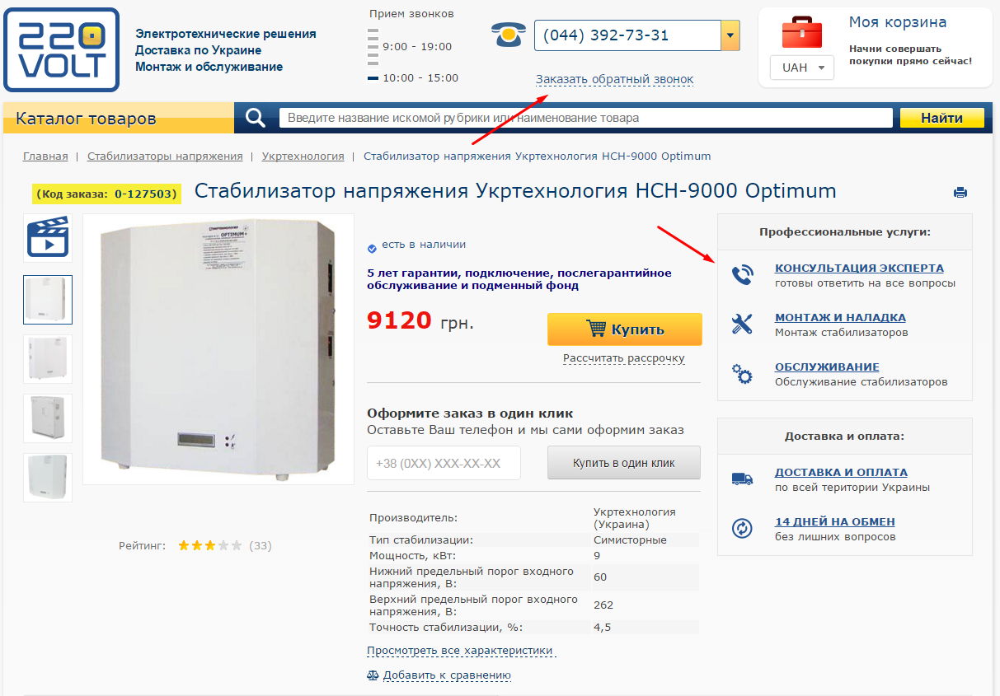 220
VOLT
Электротехнические решения
Доставка по Украине
Монтаж и обслуживание
Прием звонков
9:00 - 19:00
10:00 - 15:00
(044) 392-73-31
Заказать обратный звонок
UAH
Моя корзина
Начни совершать
покупки прямо сейчас!
Каталог товаров
Введите название искомой рубрики или наименование товара
Найти
Главная | Стабилизаторы напряжения | Укртехнология | Стабилизатор напряжения Укртехнология НСН-9000 Optimum
(Код заказа: 0-127503)
Стабилизатор напряжения Укртехнология НСН-9000 Optimum
OPTIMUM+
Рейтинг:
(33)
есть в наличии
5 лет гарантии, подключение, послегарантийное
обслуживание и подменный фонд
9120 грн.
Купить
Рассчитать рассрочку
Оформите заказ в один клик
Оставьте Ваш телефон и мы сами оформим заказ
+38 (0XX) XXX-XX-XX
Купить в один клик
Производитель:
Укртехнология
(Украина)
Тип стабилизации:
Симисторные
Мощность, кВт:
9
Нижний предельный порог входного
напряжения, В:
60
Верхний предельный порог входного
напряжения, В:
262
Точность стабилизации, %:
4,5
Просмотреть все характеристики
Добавить к сравнению
Профессиональные услуги:
КОНСУЛЬТАЦИЯ ЭКСПЕРТА
готовы ответить на все вопросы
МОНТАЖ И НАЛАДКА
Монтаж стабилизаторов
ОБСЛУЖИВАНИЕ
Обслуживание стабилизаторов
Доставка и оплата:
ДОСТАВКА И ОПЛАТА
по всей територии Украины
14 ДНЕЙ НА ОБМЕН
без лишних вопросов